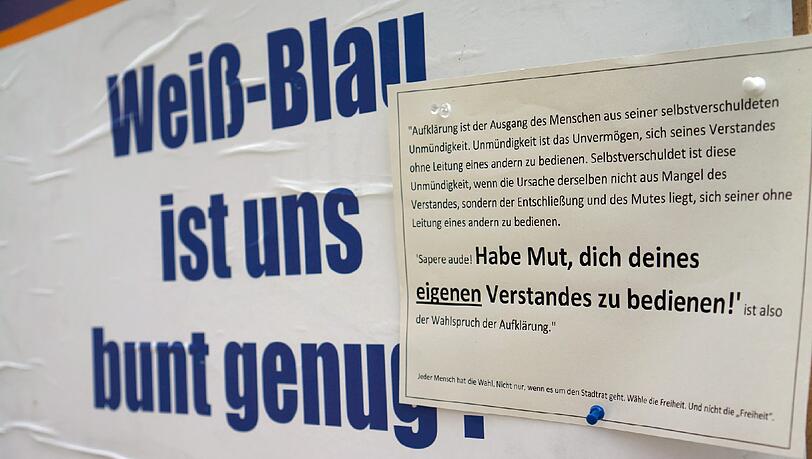 Weiß-Blau
ist uns
bunt genug!
"Aufklärung ist der Ausgang des Menschen aus seiner selbstverschuldeten
Unmündigkeit. Unmündigkeit ist das Unvermögen, sich seines Verstandes
ohne Leitung eines andern zu bedienen. Selbstverschuldet ist diese
Unmündigkeit, wenn die Ursache derselben nicht aus Mangel des
Verstandes, sondern der Entschließung und des Mutes liegt, sich seiner ohne
Leitung eines andern zu bedienen.
'Sapere aude! Habe Mut, dich deines
eigenen Verstandes zu bedienen!' ist also
der Wahlspruch der Aufklärung."
Jeder Mensch hat die Wahl. Nicht nur, wenn es um den Stadtrat geht. Wähle die Freiheit. Und nicht die „Freiheit".